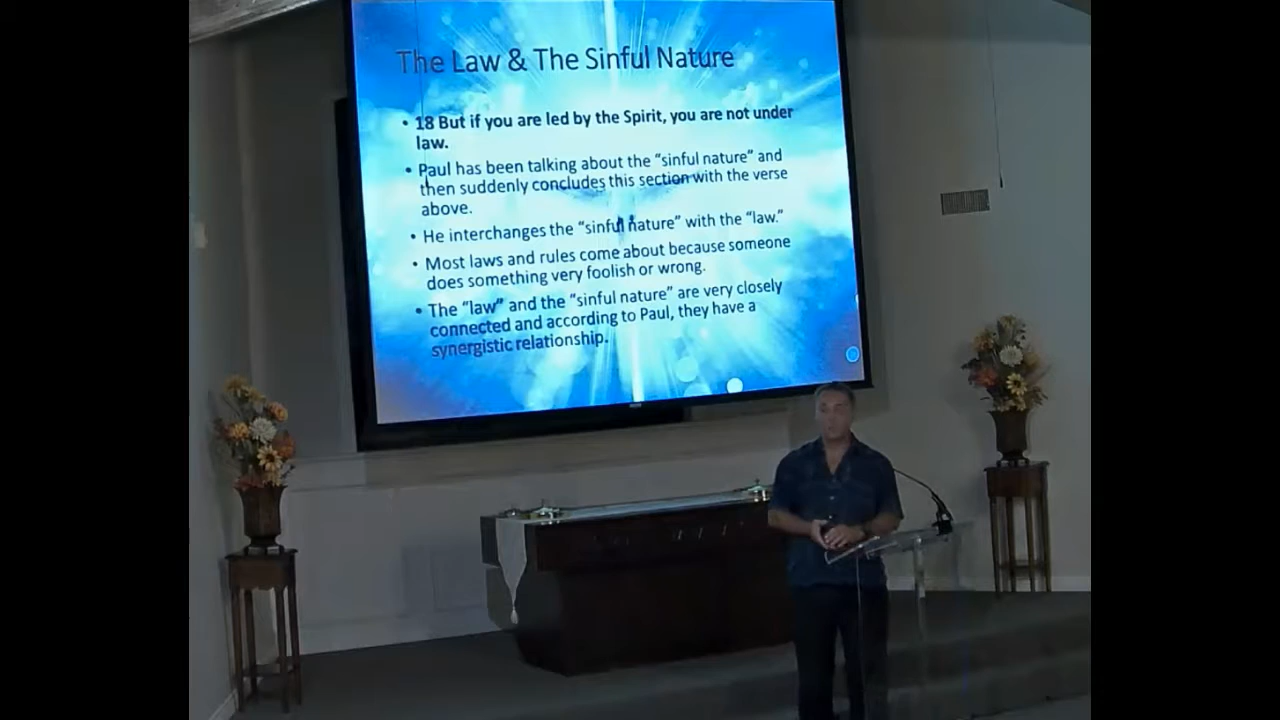 The Law & The Sinful Nature
• 18 But if you are led by the Spirit, you are not under
law.
• Paul has been talking about the “sinful nature” and
then suddenly concludes this section with the verse
above.
• He interchanges the “sinful nature” with the “law.”
• Most laws and rules come about because someone
does something very foolish or wrong.
• The “law” and the “sinful nature” are very closely
connected and according to Paul, they have a
synergistic relationship.